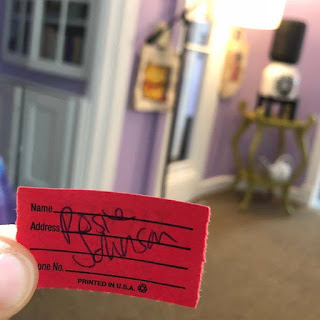 Name
Address Rosie
Johnson
one No.
PRINTED IN U.S.A.